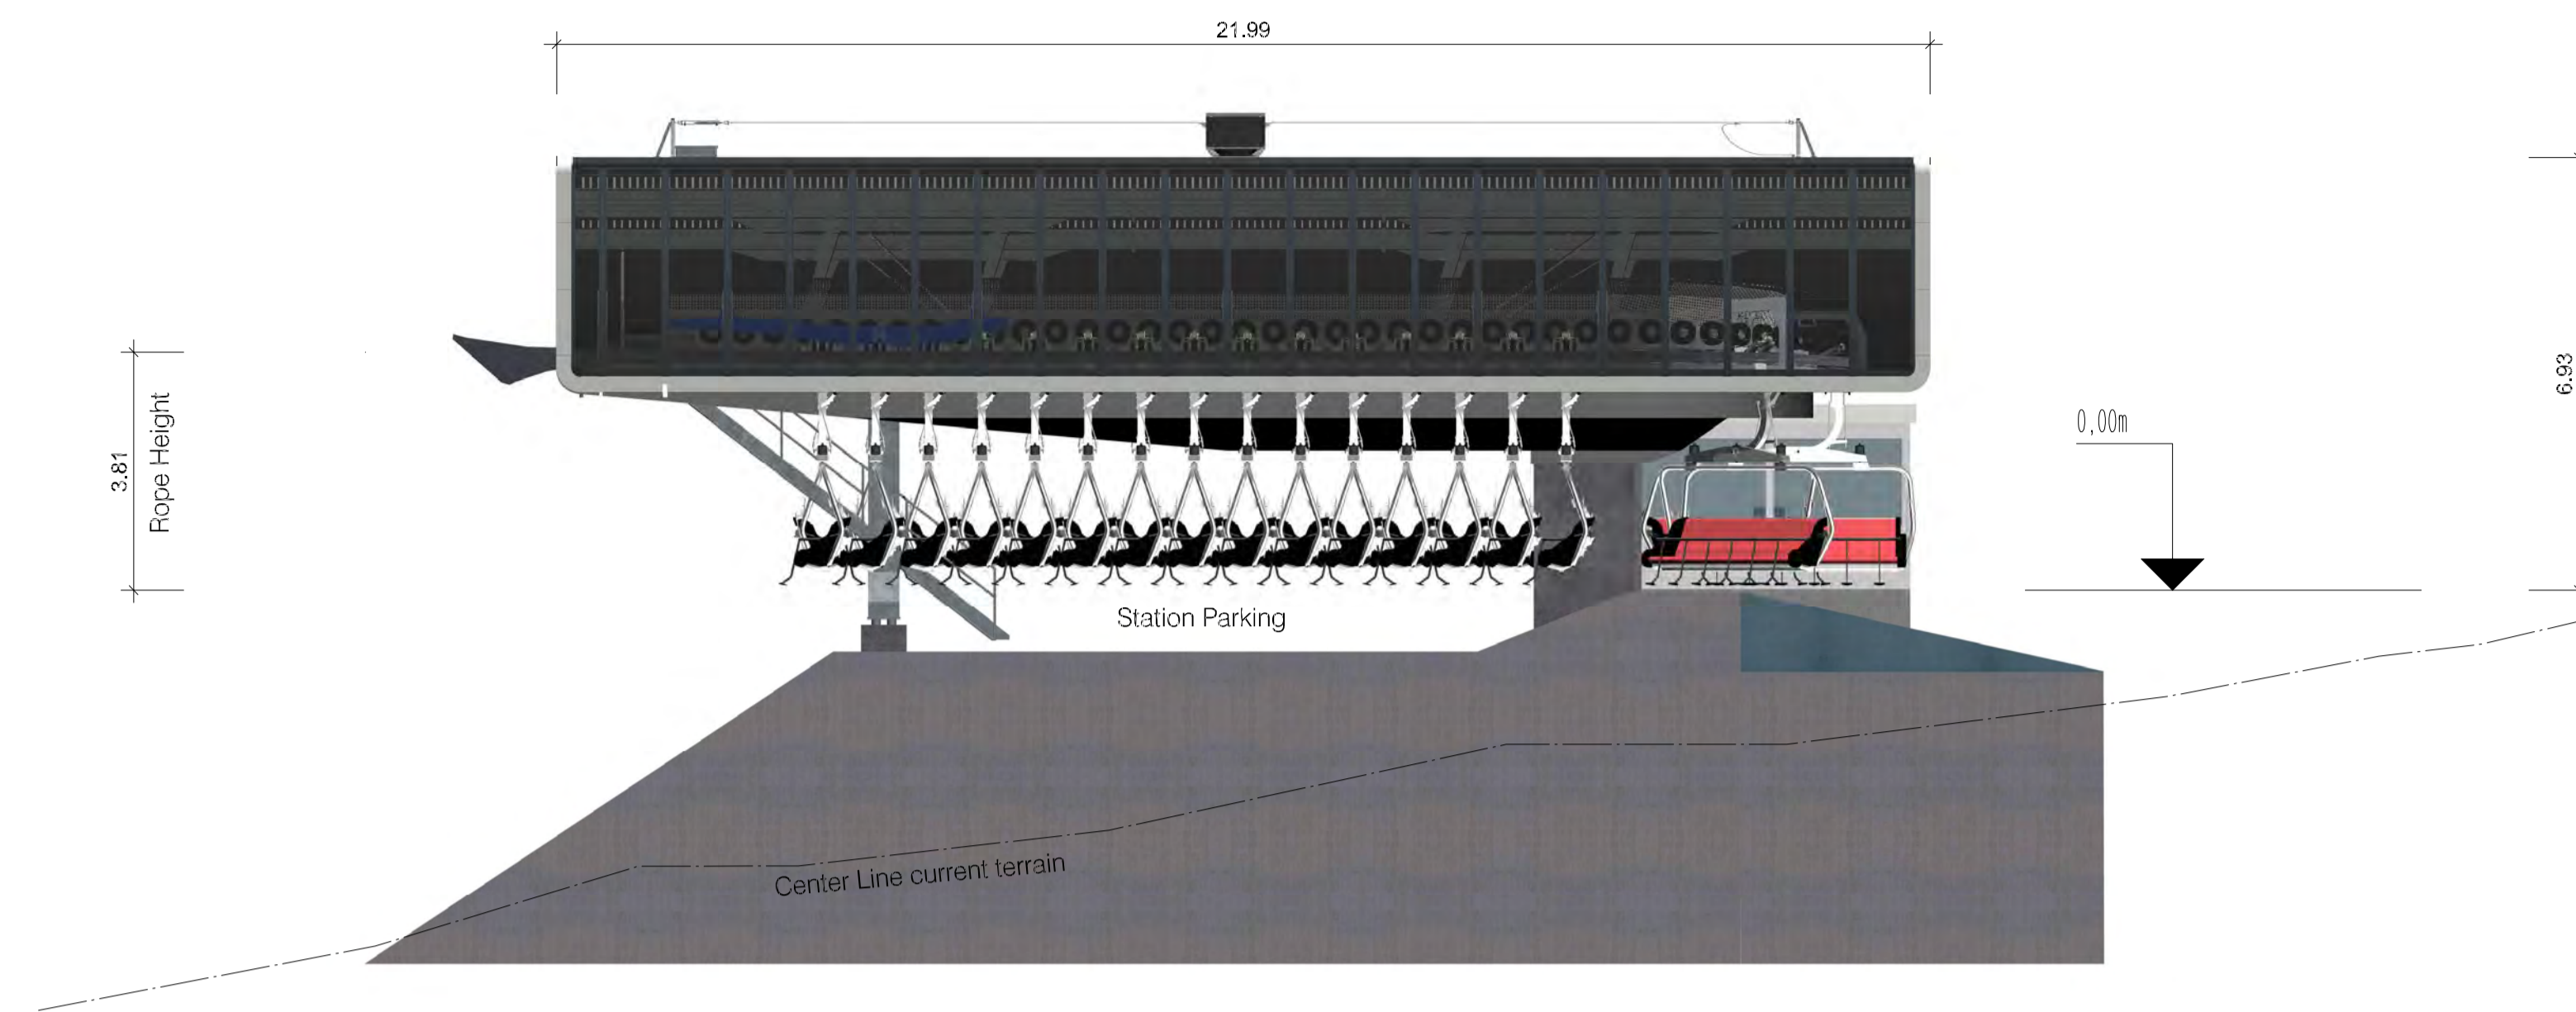 21.99
3.81
Rope Height
6.93
0,00m
Station Parking
Center Line current terrain